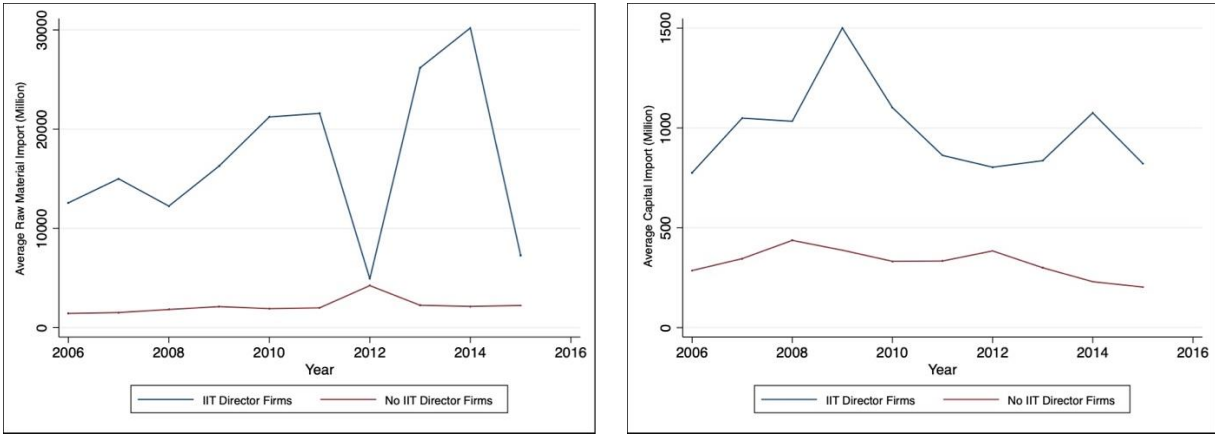 Average Raw Material Import (Million)
30000
20000
10000
0
2006 2008 2010 2012 2014 2016
Year
IIT Director Firms No IIT Director Firms
Average Capital Import (Million)
1500
1000
500
0
2006 2008 2010 2012 2014 2016
Year
IIT Director Firms No IIT Director Firms